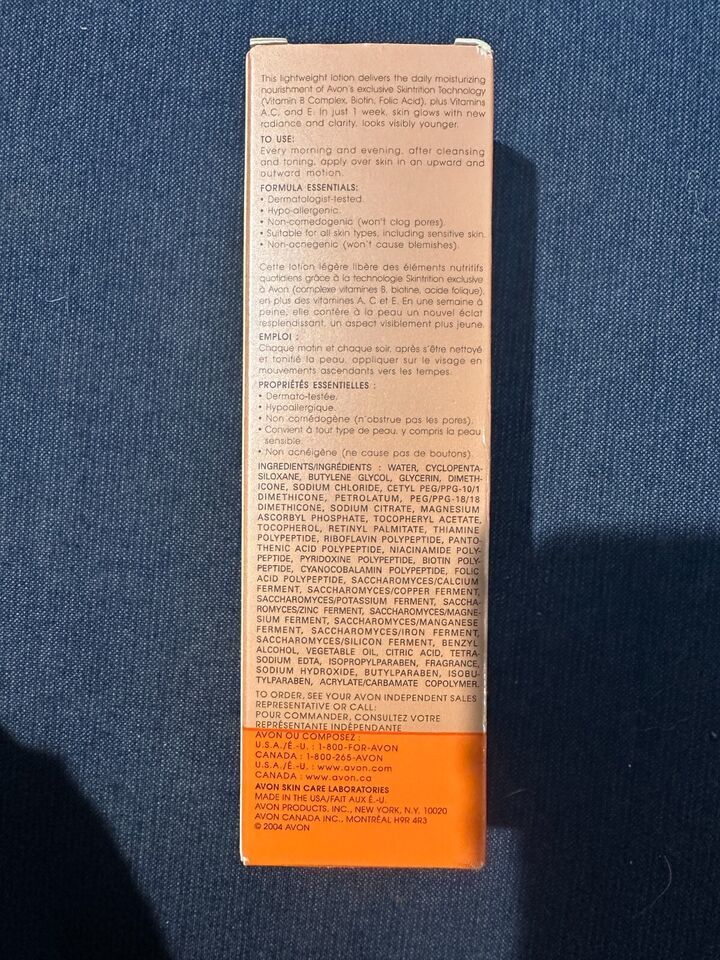 This lightweight lotion delivers the daily moisturizing
nourishment of Avon's exclusive Skintrition Technology
(Vitamin B Complex, Biotin, Folic Acid), plus Vitamins
A,C, and E. In just 1 week, skin glows with new
radiance and clarity, looks visibly younger.
TO USE:
Every morning and evening, after cleansing
and toning, apply over skin in an upward and
outward motion.
FORMULA ESSENTIALS:
• Dermatologist-tested.
• Hypo-allergenic.
• Non-comedogenic (won't clog pores).
• Suitable for all skin types, including sensitive skin.
• Non-acnegenic (won't cause blemishes).
Cette lotion légère libère des éléments nutritifs
quotidiens grâce à la technologie Skintrition exclusive
à Avon (complexe vitamines B, biotine, acide folique),
en plus des vitamines A, C et E. En une semaine à
peine, elle confère à la peau un nouvel éclat
resplendissant, un aspect visiblement plus jeune.
EMPLOI :
Chaque matin et chaque soir, après s'être nettoyé
et tonifié la peau, appliquer sur le visage en
mouvements ascendants vers les tempes.
PROPRIÉTÉS ESSENTIELLES :
• Dermato-testée.
• Hypoallergique.
• Non comédogène (n'obstrue pas les pores).
• Convient à tout type de peau, y compris la peau
sensible.
• Non acnéigène (ne cause pas de boutons).
INGREDIENTS/INGRÉDIENTS : WATER, CYCLOPENTA-
SILOXANE, BUTYLENE GLYCOL, GLYCERIN, DIMETH-
ICONE, SODIUM CHLORIDE, CETYL PEG/PPG-10/1
DIMETHICONE, PETROLATUM, PEG/PPG-18/18
DIMETHICONE, SODIUM CITRATE, MAGNESIUM
ASCORBYL PHOSPHATE, TOCOPHERYL ACETATE,
TOCOPHEROL, RETINYL PALMITATE, THIAMINE
POLYPEPTIDE, RIBOFLAVIN POLYPEPTIDE, PANTO-
THENIC ACID POLYPEPTIDE, NIACINAMIDE POLY-
PEPTIDE, PYRIDOXINE POLYPEPTIDE, BIOTIN POLY-
PEPTIDE, CYANOCOBALAMIN POLYPEPTIDE, FOLIC
ACID POLYPEPTIDE, SACCHAROMYCES/CALCIUM
FERMENT, SACCHAROMYCES/COPPER FERMENT,
SACCHAROMYCES/POTASSIUM FERMENT, SACCHA-
ROMYCES/ZINC FERMENT, SACCHAROMYCES/MAGNE-
SIUM FERMENT, SACCHAROMYCES/MANGANESE
FERMENT, SACCHAROMYCES/IRON FERMENT,
SACCHAROMYCES/SILICON FERMENT, BENZYL
ALCOHOL, VEGETABLE OIL, CITRIC ACID, TETRA-
SODIUM EDTA, ISOPROPYLPARABEN, FRAGRANCE,
SODIUM HYDROXIDE, BUTYLPARABEN, ISOBU-
TYLPARABEN, ACRYLATE/CARBAMATE COPOLYMER.
TO ORDER, SEE YOUR AVON INDEPENDENT SALES
REPRESENTATIVE OR CALL:
POUR COMMANDER, CONSULTEZ VOTRE
REPRÉSENTANTE INDÉPENDANTE
AVON OU COMPOSEZ :
U.S.A./É.-U. : 1-800-FOR-AVON
CANADA : 1-800-265-AVON
U.S.A./É.-U. : www.avon.com
CANADA : www.avon.ca
AVON SKIN CARE LABORATORIES
MADE IN THE USA/FAIT AUX É.-U.
AVON PRODUCTS. INC., NEW YORK, N.Y. 10020
AVON CANADA INC., MONTRÉAL H9R 4R3
© 2004 AVON